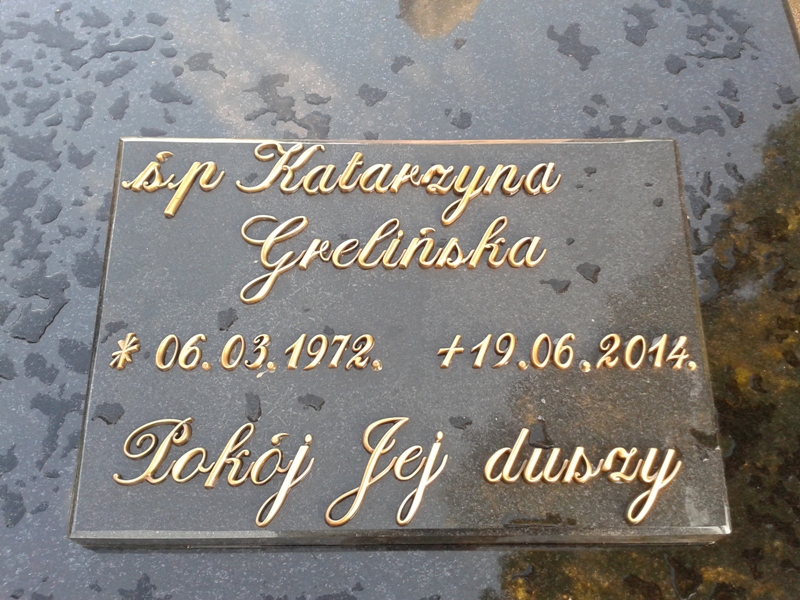 ś.p Katarzyna
Grelińska
* 06.03.1972. +19.06.2014.
Pokój Jej duszy